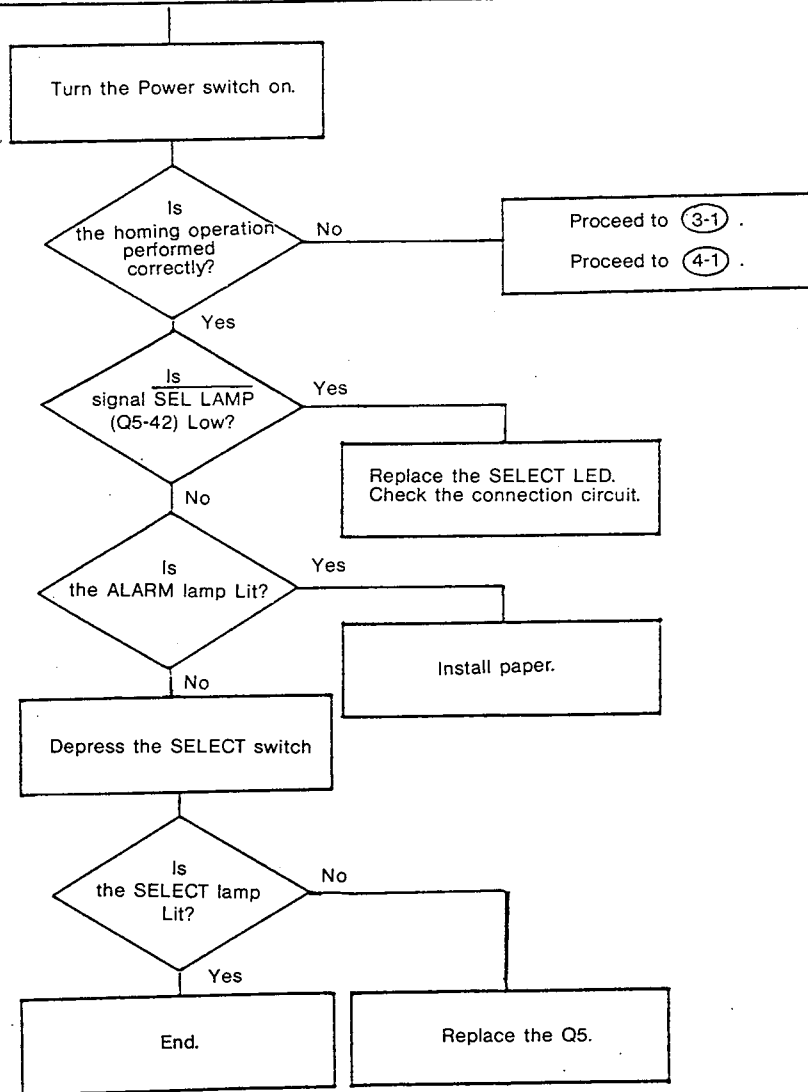 Turn the Power switch on.
Is
the homing operation
performed
correctly?
No
Proceed to 3-1 .
Proceed to 4-1 .
Yes
Is
signal SEL LAMP
(Q5-42) Low?
Yes
Replace the SELECT LED.
Check the connection circuit.
No
Is
the ALARM lamp Lit?
Yes
Install paper.
No
Depress the SELECT switch
Is
the SELECT lamp
Lit?
No
Yes
End.
Replace the Q5.